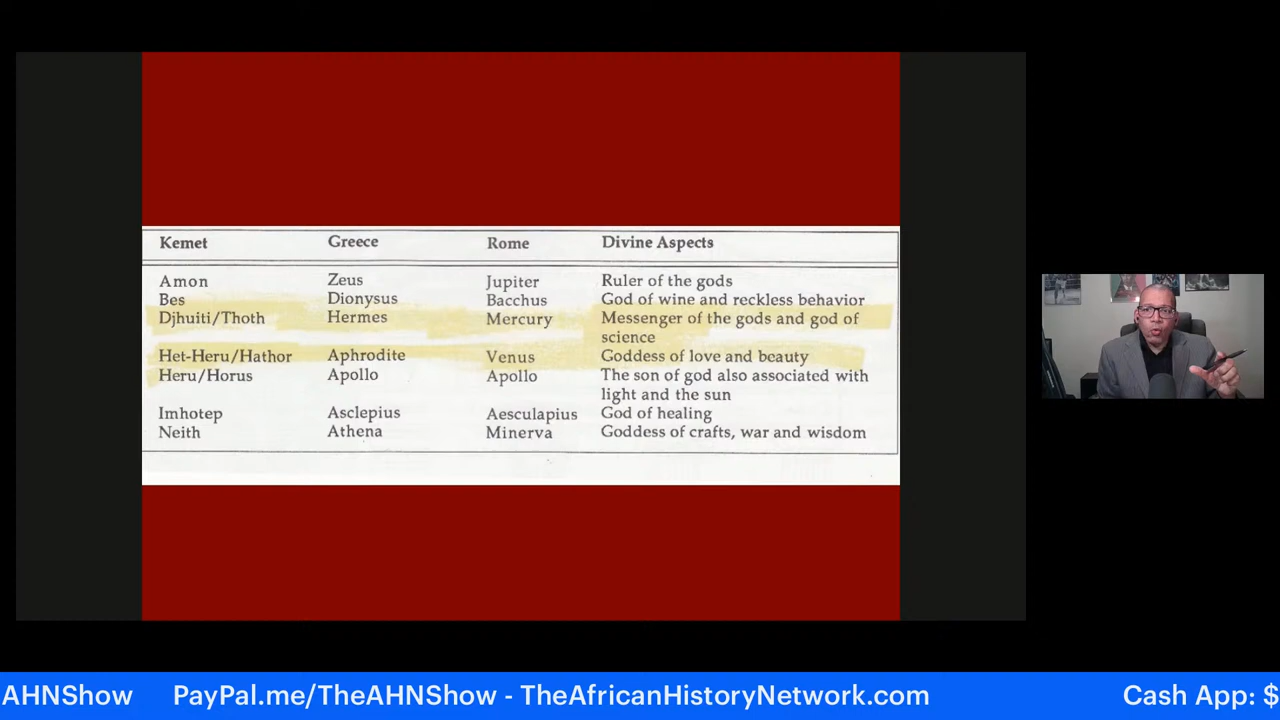 Kemet Greece Rome Divine Aspects
Amon Zeus Jupiter Ruler of the gods
Bes Dionysus Bacchus God of wine and reckless behavior
Djhuiti/Thoth Hermes Mercury Messenger of the gods and god of
science
Het-Heru/Hathor Aphrodite Venus Goddess of love and beauty
Heru/Horus Apollo Apollo The son of god also associated with
light and the sun
Imhotep Asclepius Aesculapius God of healing
Neith Athena Minerva Goddess of crafts, war and wisdom
AHNShow PayPal.me/TheAHNShow - TheAfricanHistoryNetwork.com Cash App: $